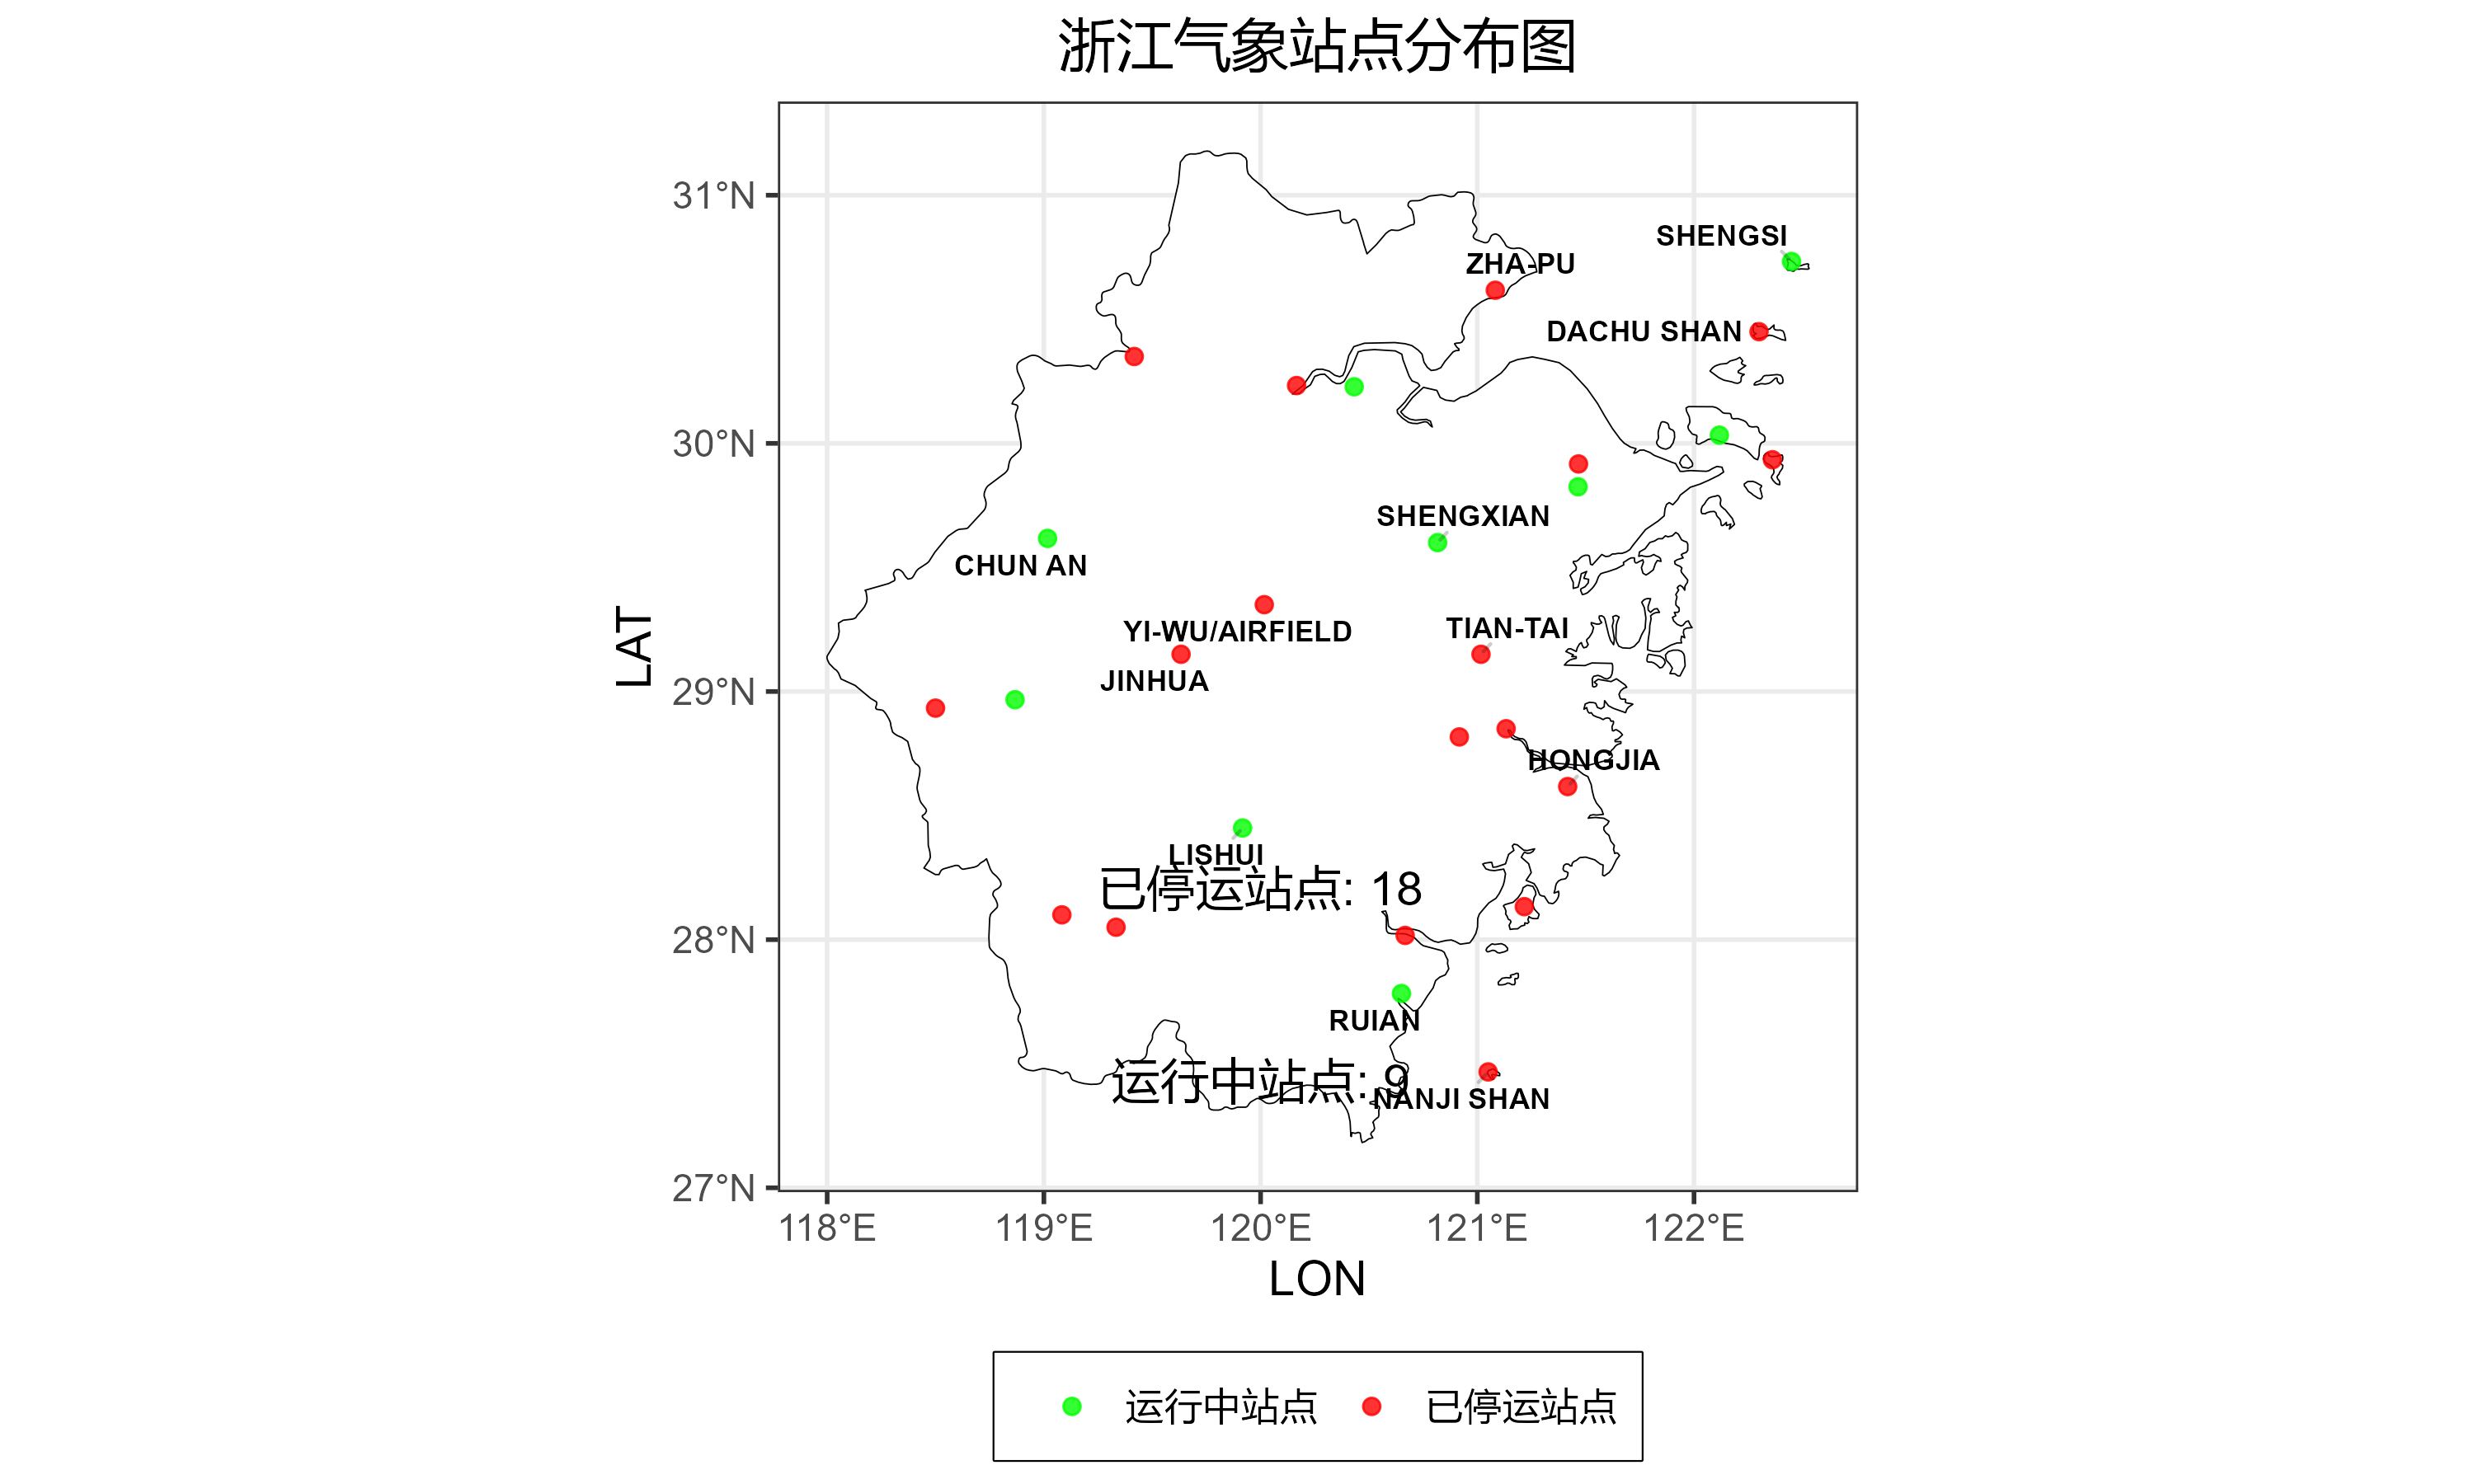 浙江气象站点分布图
31°N
SHENGSI
ZHA-PU
DACHU SHAN
30°N
SHENGXIAN
CHUN AN
YI-WU/AIRFIELD
TIAN-TAI
JINHUA
29°N
HONGJIA
LISHUI
已停运站点: 18
28°N
RUIAN
运行中站点: 9
NANJI SHAN
27°N
118°E 119°E 120°E 121°E 122°E
LAT
LON
运行中站点 已停运站点